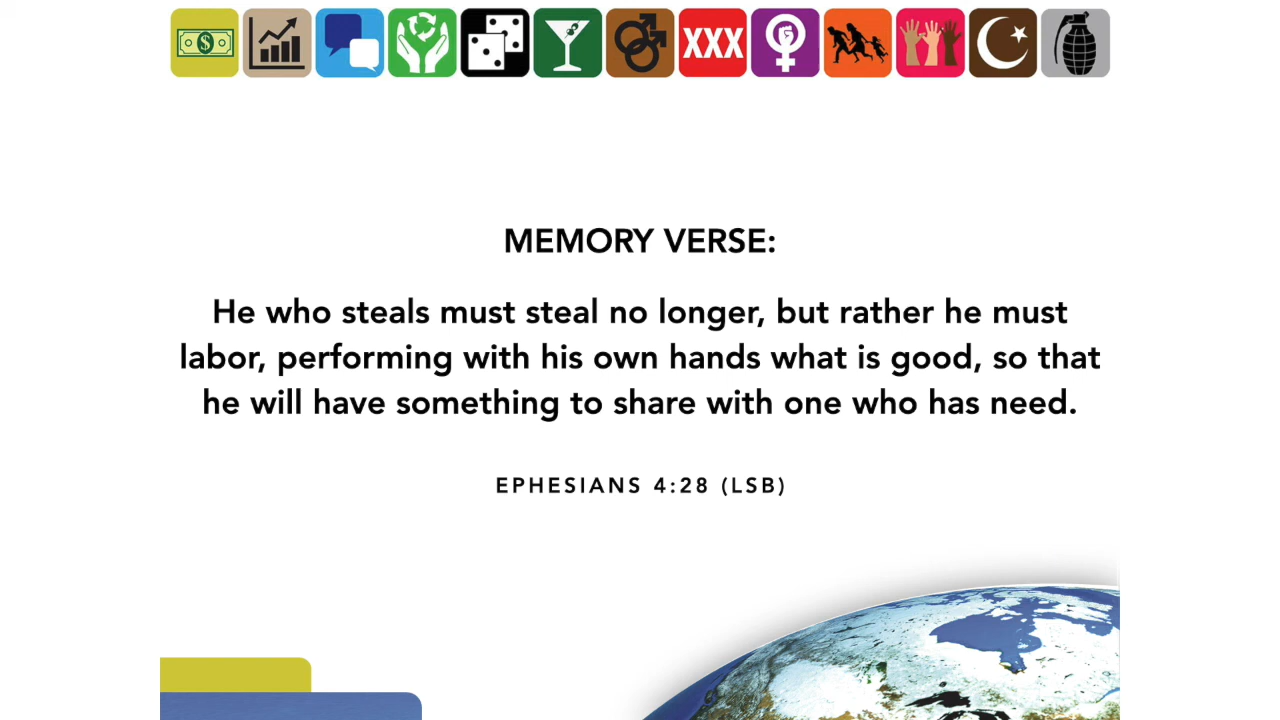 $
XXX
MEMORY VERSE:
He who steals must steal no longer, but rather he must
labor, performing with his own hands what is good, so that
he will have something to share with one who has need.
EPHESIANS 4:28 (LSB)